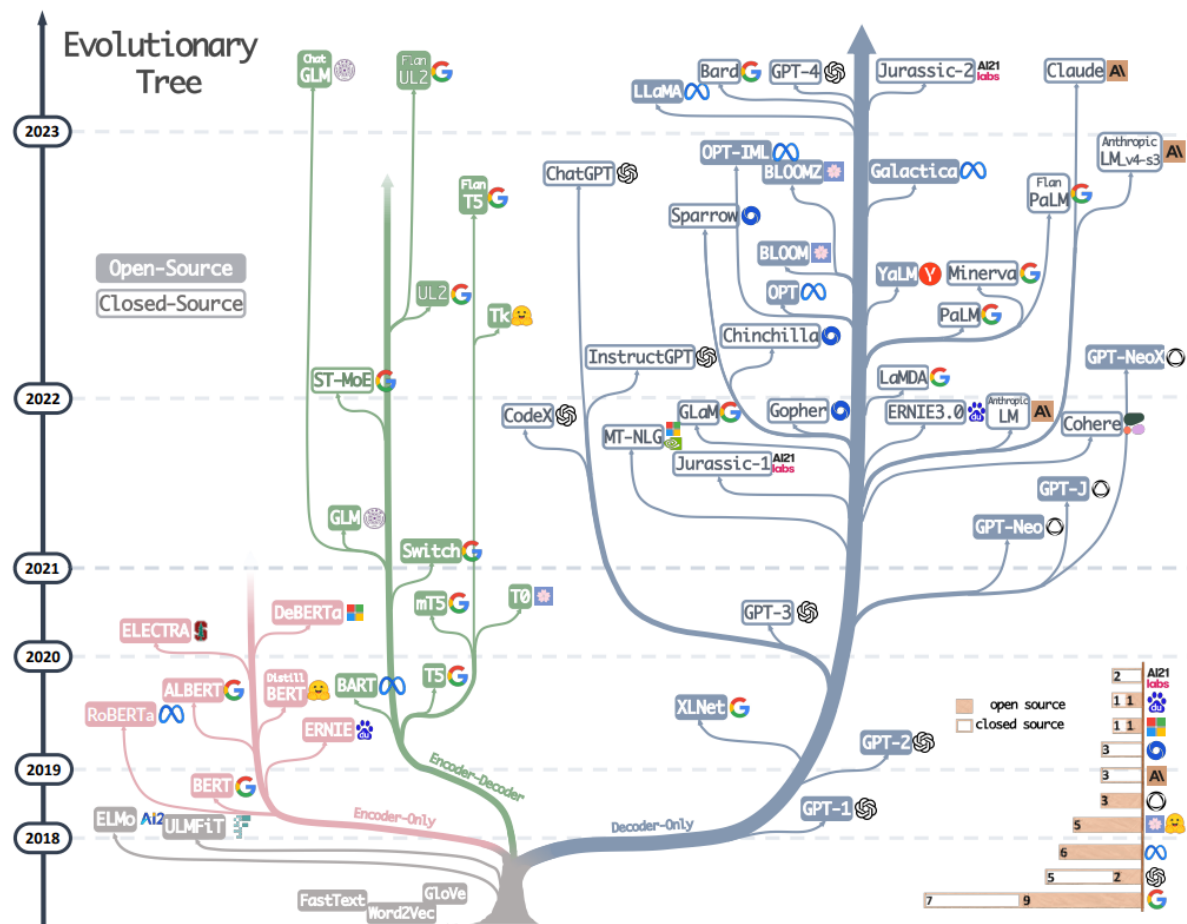 Evolutionary
Tree
2023
2022
2021
2020
2019
2018
Open-Source
Closed-Source
Chat
GLM
Flan
UL2
Flan
T5
UL2
Tk
ST-MoE
GLM
Switch
mT5
T0
T5
BART
Encoder-Decoder
DeBERTa
ELECTRA
ALBERT
Distill
BERT
RoBERTa
ERNIE
BERT
Encoder-Only
ELMo
AI2
ULMFiT
FastText
Word2Vec
GloVe
Bard
GPT-4
Jurassic-2
AI21
labs
Claude
A\
LLaMA
Anthropic
LM_v4-s3
A\
OPT-IML
BLOOMZ
Galactica
ChatGPT
Flan
PaLM
Sparrow
BLOOM
YaLM
Y
Minerva
OPT
PaLM
Chinchilla
InstructGPT
GPT-NeoX
LaMDA
CodeX
GLaM
Gopher
ERNIE3.0
du
Anthropic
LM
A\
Cohere
MT-NLG
Jurassic-1
AI21
labs
GPT-J
GPT-Neo
GPT-3
XLNet
GPT-2
GPT-1
Decoder-Only
open source
closed source
2
AI21
labs
1 1
du
1 1
3
3
A\
3
5
6
5 2
7 9